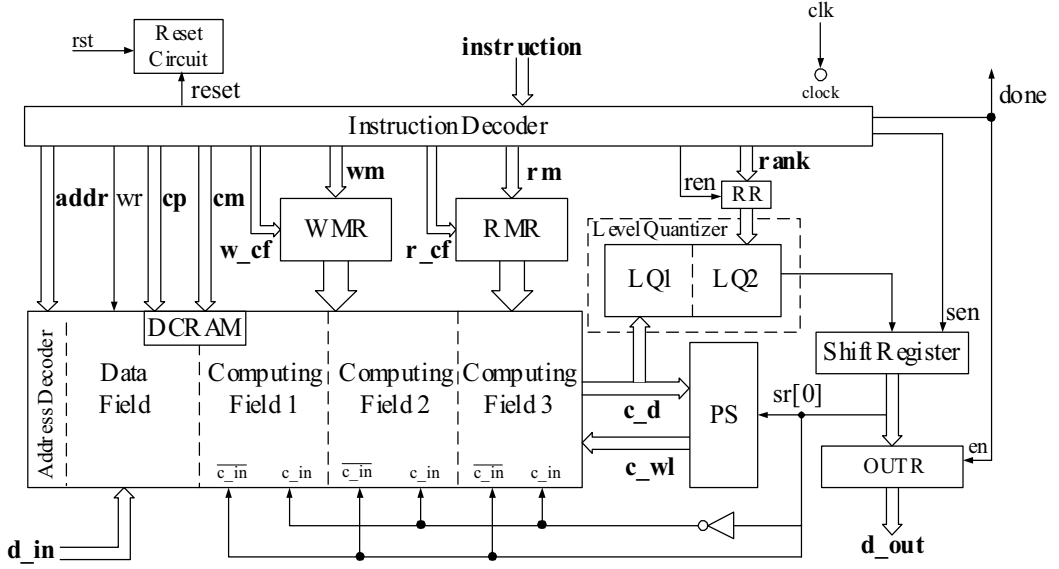 clk
Reset
Circuit
rst
instruction
clock
reset
done
Instruction Decoder
addr
wr
cp
cm
wm
rm
rank
ren
RR
w_cf
WMR
r_cf
RMR
Level Quantizer
LQ1
LQ2
sen
DCRAM
Shift Register
Address Decoder
Data
Field
Computing
Field 1
Computing
Field 2
Computing
Field 3
c_d
PS
sr[0]
c_wl
en
OUTR
c_in
c_in
c_in
c_in
c_in
c_in
d_in
d_out